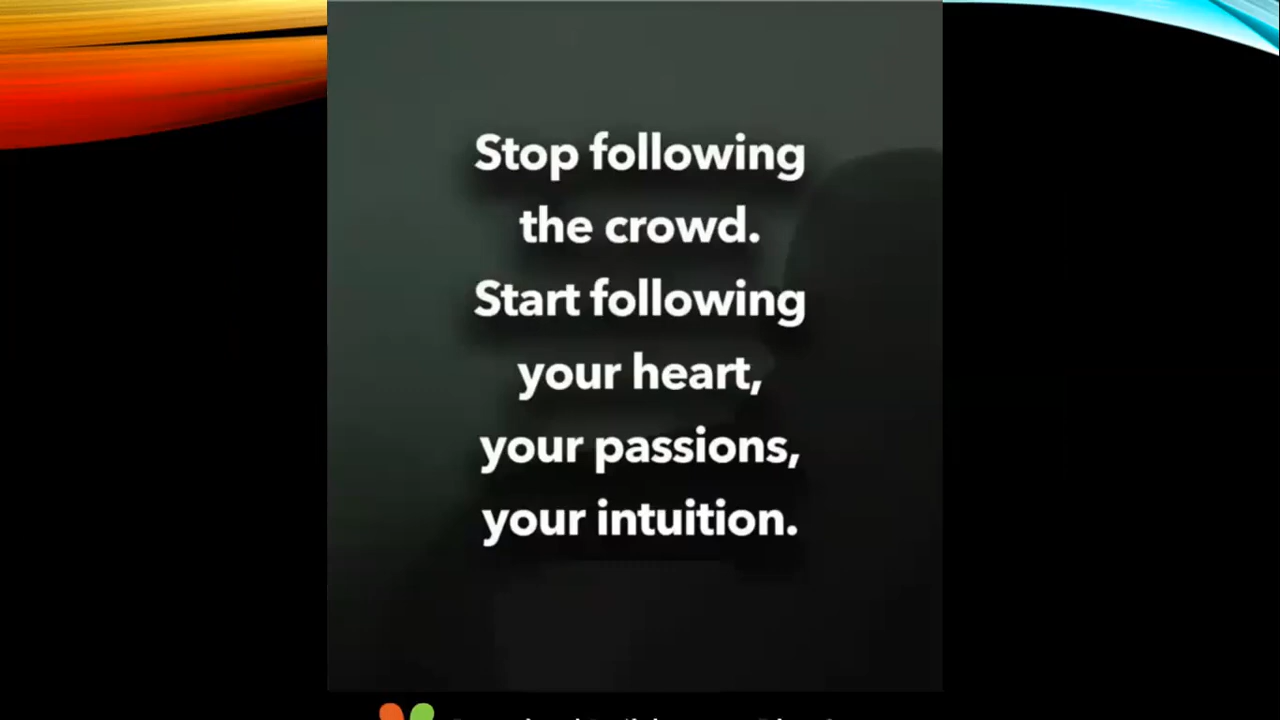 Stop following
the crowd.
Start following
your heart,
your passions,
your intuition.